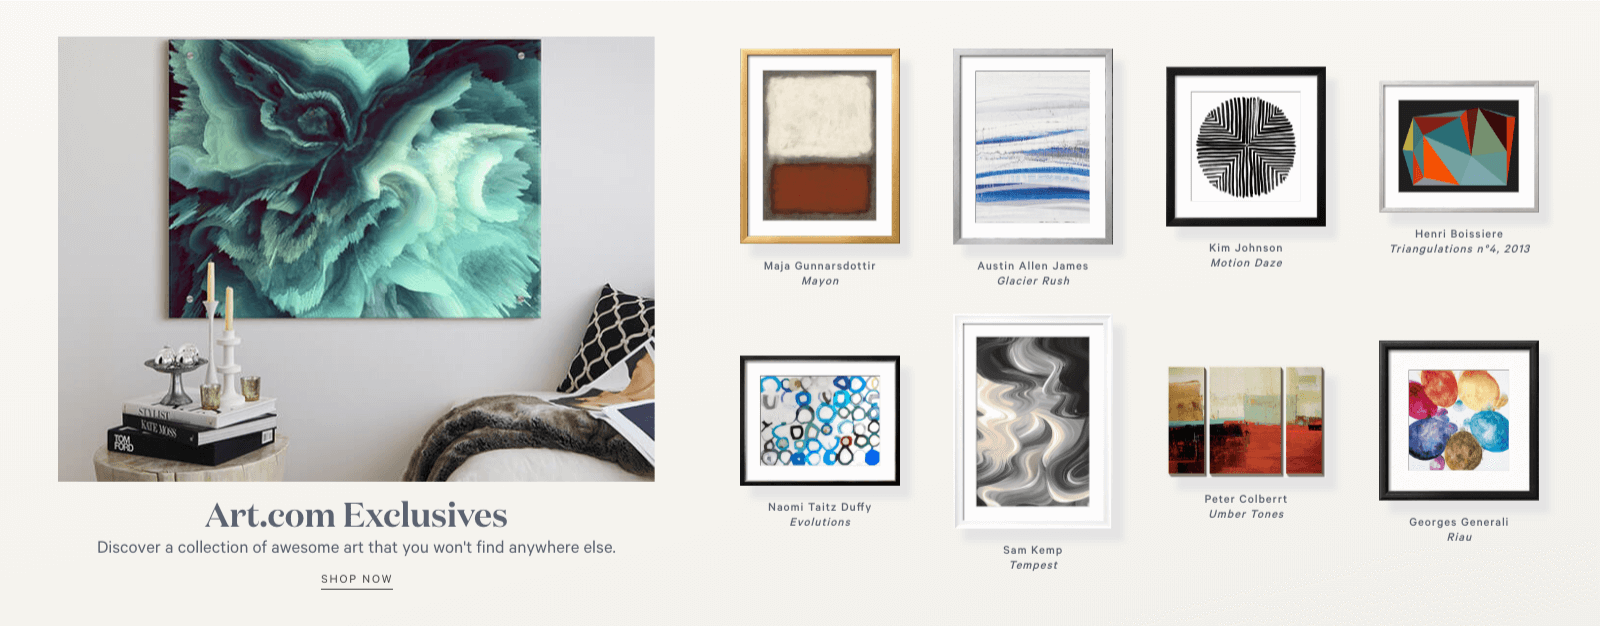 STYLIST
KATE MOSS
TOM
FORD
Art.com Exclusives
Discover a collection of awesome art that you won't find anywhere else.
SHOP NOW
Maja Gunnarsdottir
Mayon
Austin Allen James
Glacier Rush
Kim Johnson
Motion Daze
Henri Boissiere
Triangulations n°4, 2013
Naomi Taitz Duffy
Evolutions
Sam Kemp
Tempest
Peter Colberrt
Umber Tones
Georges Generali
Riau